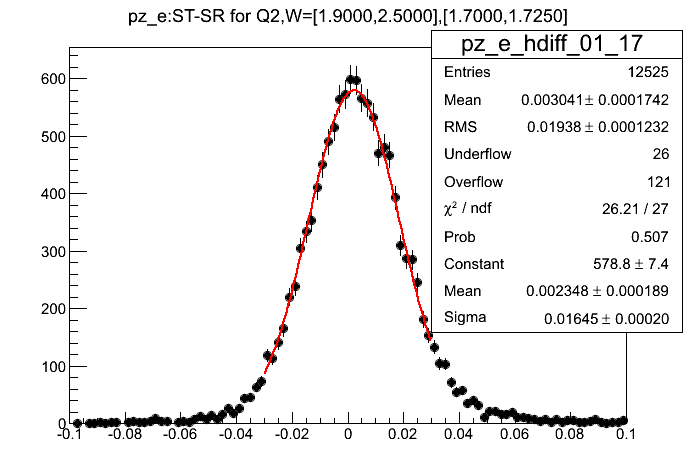 pz_e:ST-SR for Q2,W=[1.9000,2.5000],[1.7000,1.7250]
pz_e_hdiff_01_17
Entries 12525
Mean 0.003041 ± 0.0001742
RMS 0.01938 ± 0.0001232
Underflow 26
Overflow 121
χ² / ndf 26.21 / 27
Prob 0.507
Constant 578.8 ± 7.4
Mean 0.002348 ± 0.000189
Sigma 0.01645 ± 0.00020
600
500
400
300
200
100
0
-0.1 -0.08 -0.06 -0.04 -0.02 0 0.02 0.04 0.06 0.08 0.1